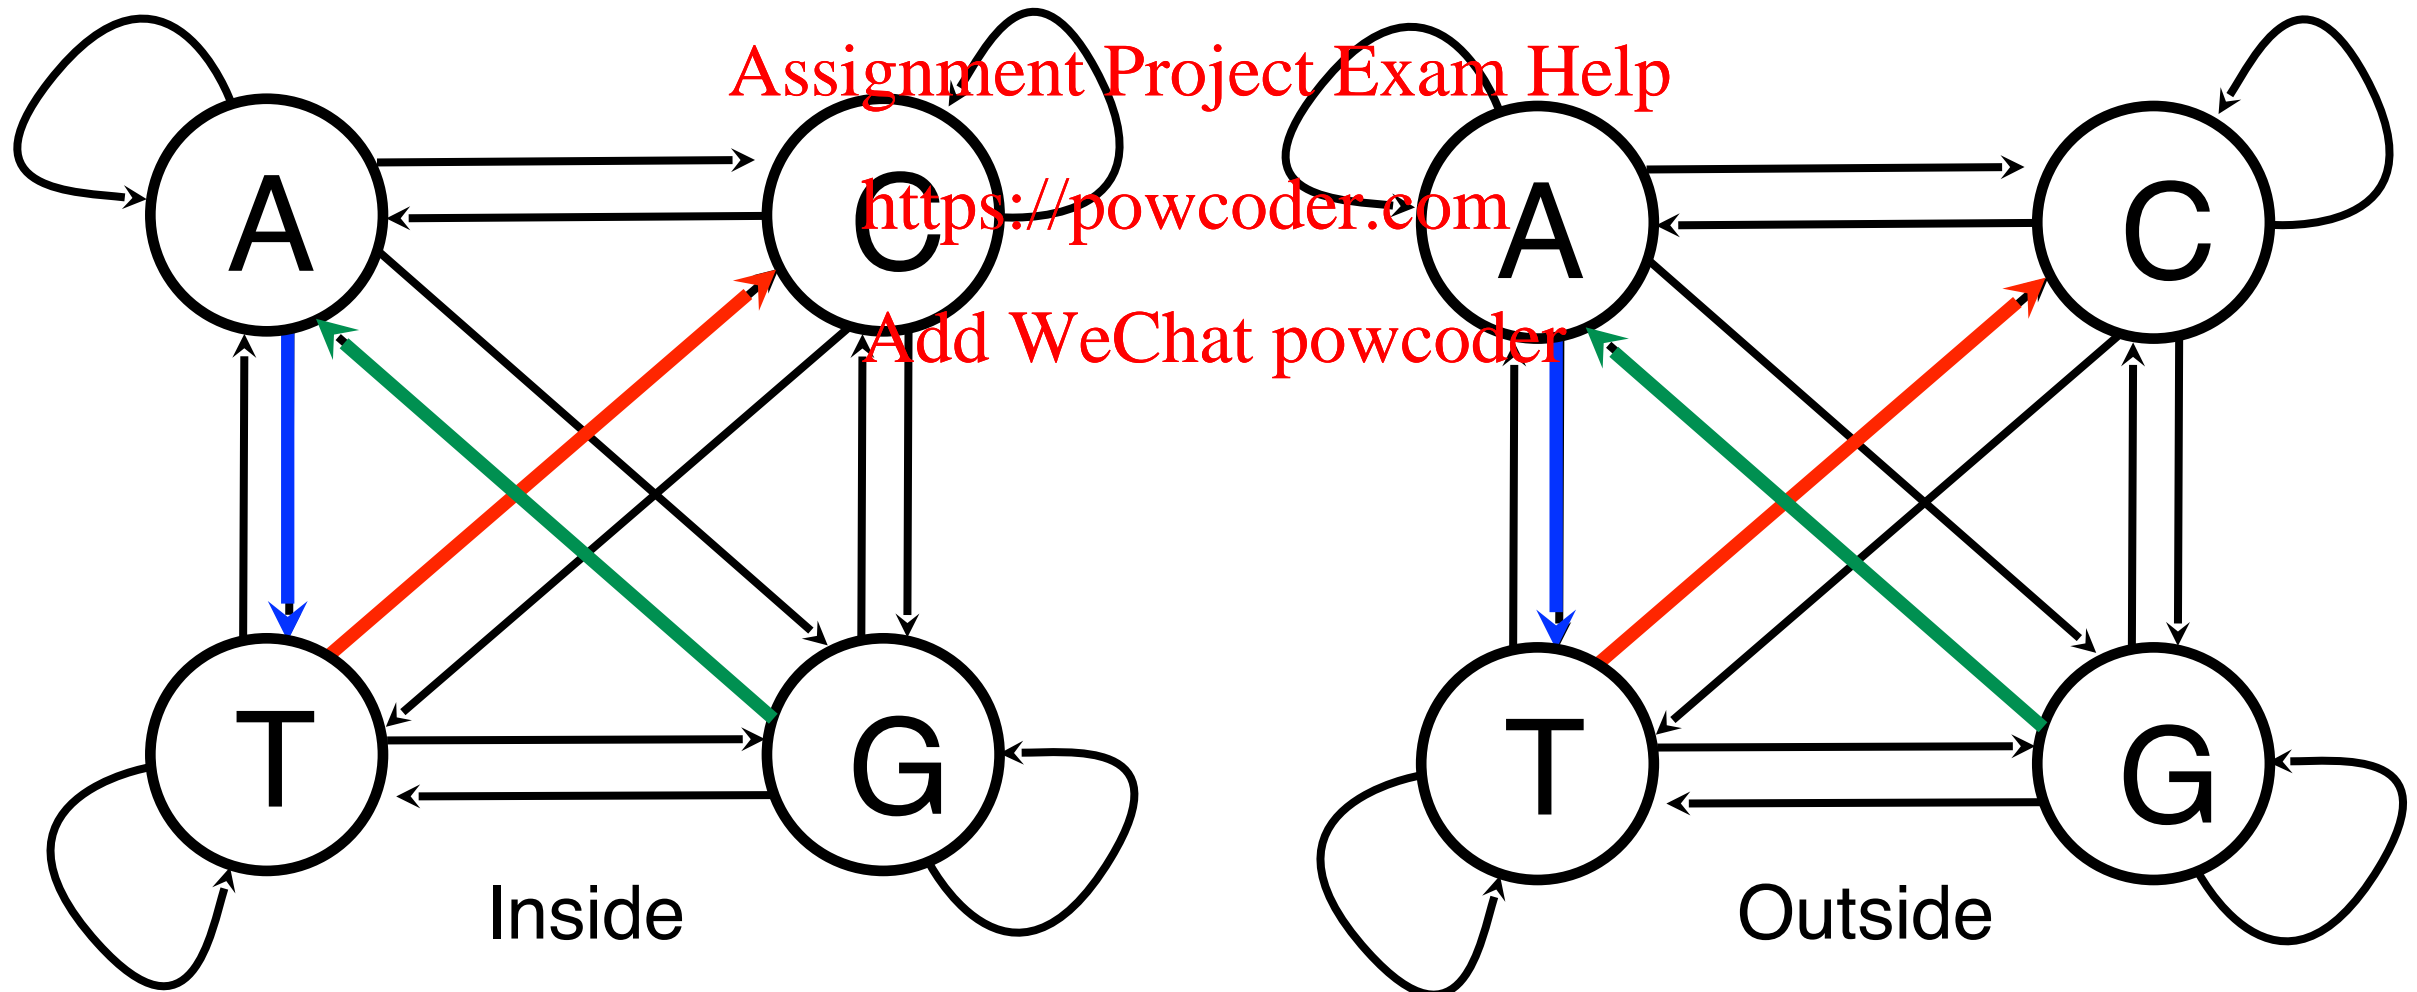 Assignment Project Exam Help
A C A C
https://powcoder.com
Add WeChat powcoder
T G T G
Inside Outside